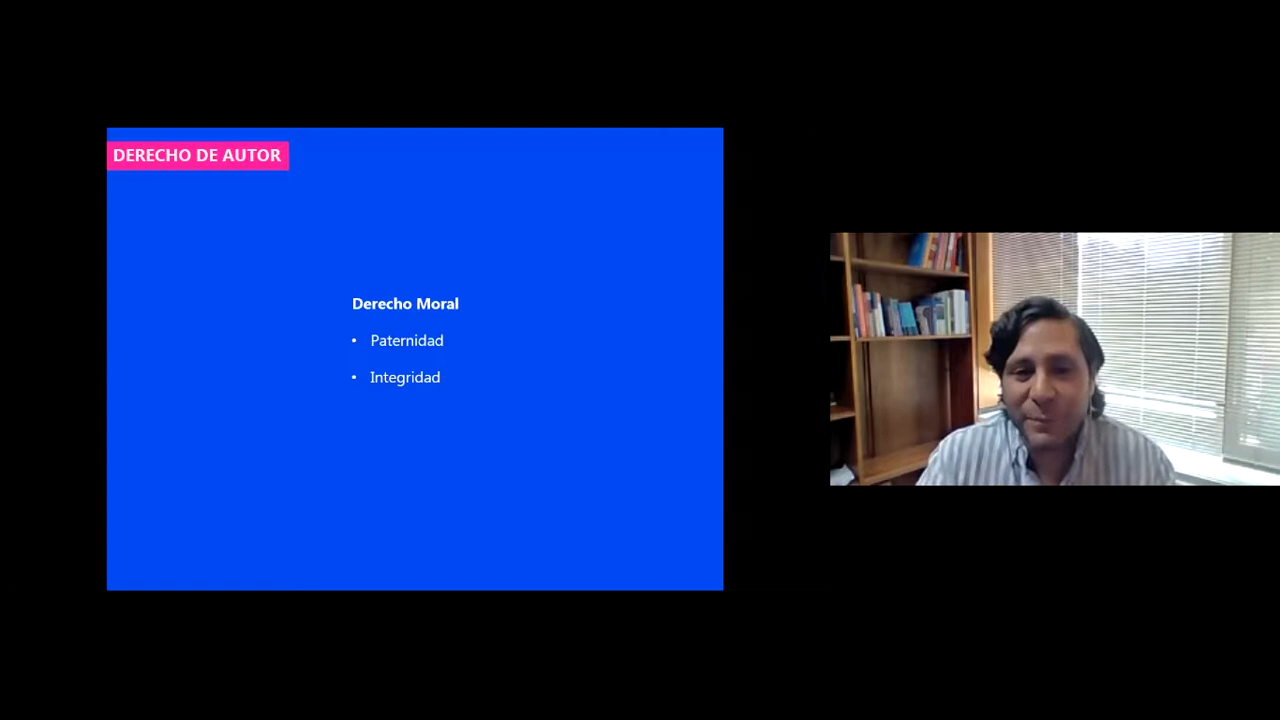 DERECHO DE AUTOR
Derecho Moral
• Paternidad
• Integridad